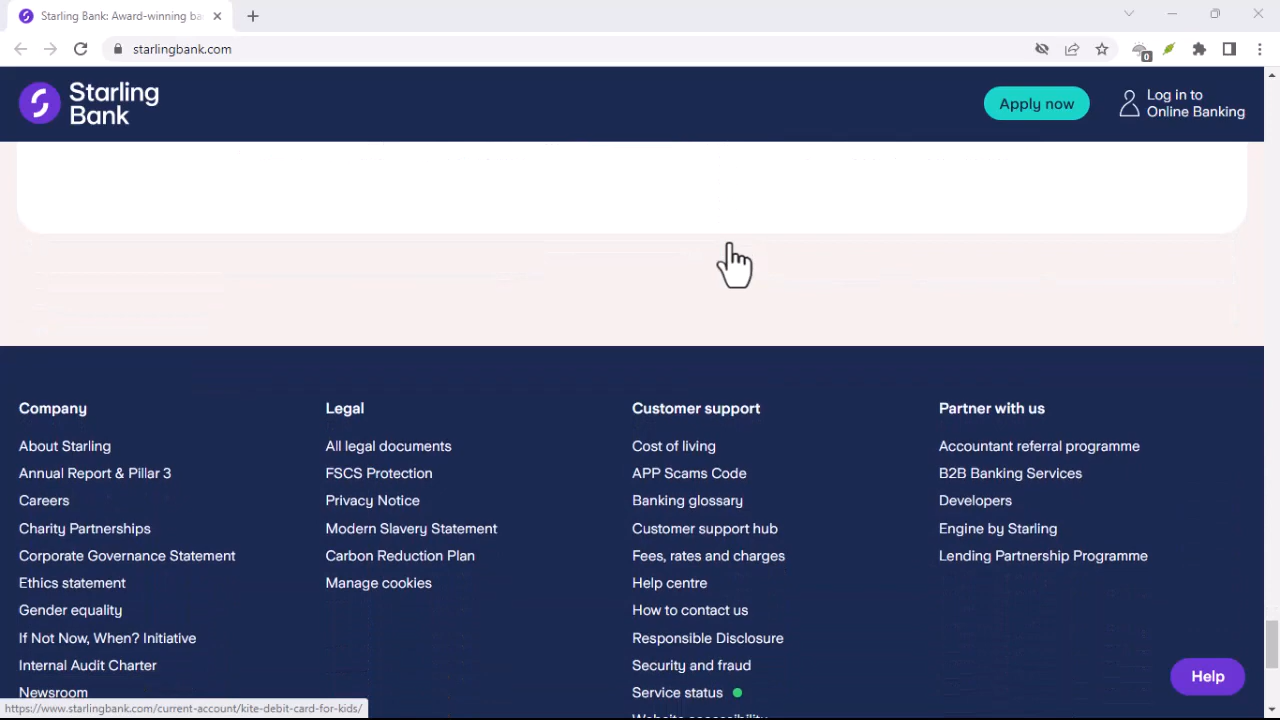 Starling Bank: Award-winning ba
starlingbank.com
0
Starling
Bank
Apply now
Log in to
Online Banking
Company
About Starling
Annual Report & Pillar 3
Careers
Charity Partnerships
Corporate Governance Statement
Ethics statement
Gender equality
If Not Now, When? Initiative
Internal Audit Charter
Newsroom
Legal
All legal documents
FSCS Protection
Privacy Notice
Modern Slavery Statement
Carbon Reduction Plan
Manage cookies
Customer support
Cost of living
APP Scams Code
Banking glossary
Customer support hub
Fees, rates and charges
Help centre
How to contact us
Responsible Disclosure
Security and fraud
Service status
Website accessibility
Partner with us
Accountant referral programme
B2B Banking Services
Developers
Engine by Starling
Lending Partnership Programme
Help
https://www.starlingbank.com/current-account/kite-debit-card-for-kids/